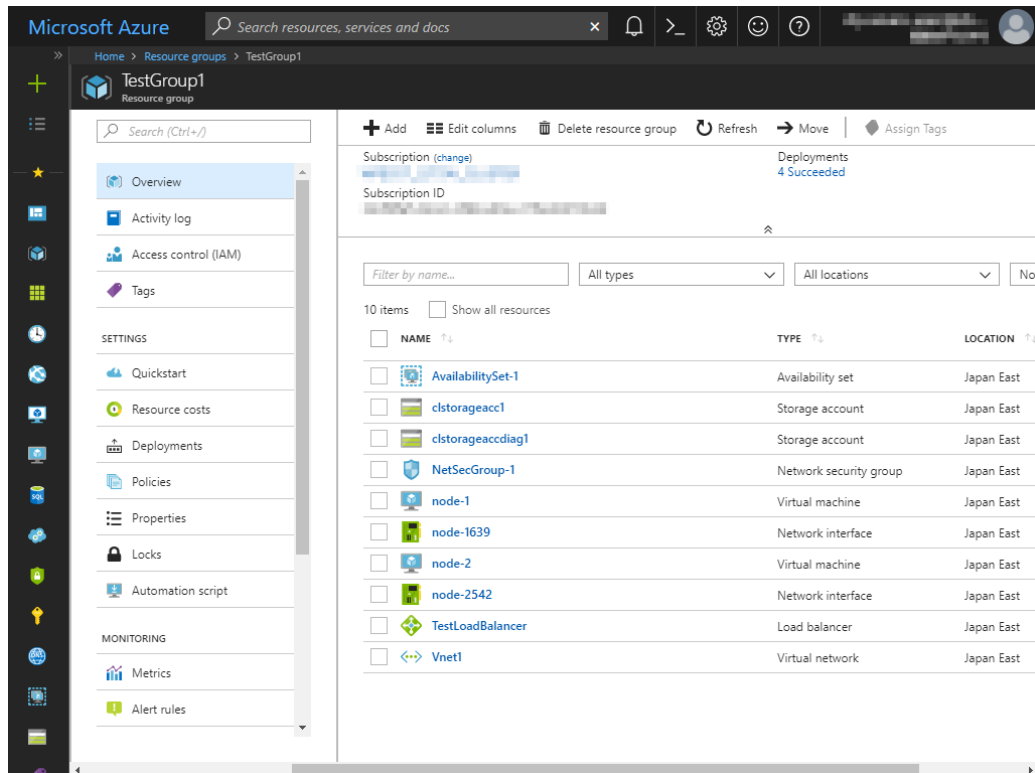 Microsoft Azure
Search resources, services and docs
Home > Resource groups > TestGroup1
TestGroup1
Resource group
Search (Ctrl+/)
Overview
Activity log
Access control (IAM)
Tags
SETTINGS
Quickstart
Resource costs
Deployments
Policies
Properties
Locks
Automation script
MONITORING
Metrics
Alert rules
Add Edit columns Delete resource group Refresh Move Assign Tags
Subscription (change)
Subscription ID
Deployments
4 Succeeded
Filter by name... All types All locations No
10 items Show all resources
NAME TYPE LOCATION
AvailabilitySet-1 Availability set Japan East
clstorageacc1 Storage account Japan East
clstorageaccdiag1 Storage account Japan East
NetSecGroup-1 Network security group Japan East
node-1 Virtual machine Japan East
node-1639 Network interface Japan East
node-2 Virtual machine Japan East
node-2542 Network interface Japan East
TestLoadBalancer Load balancer Japan East
Vnet1 Virtual network Japan East